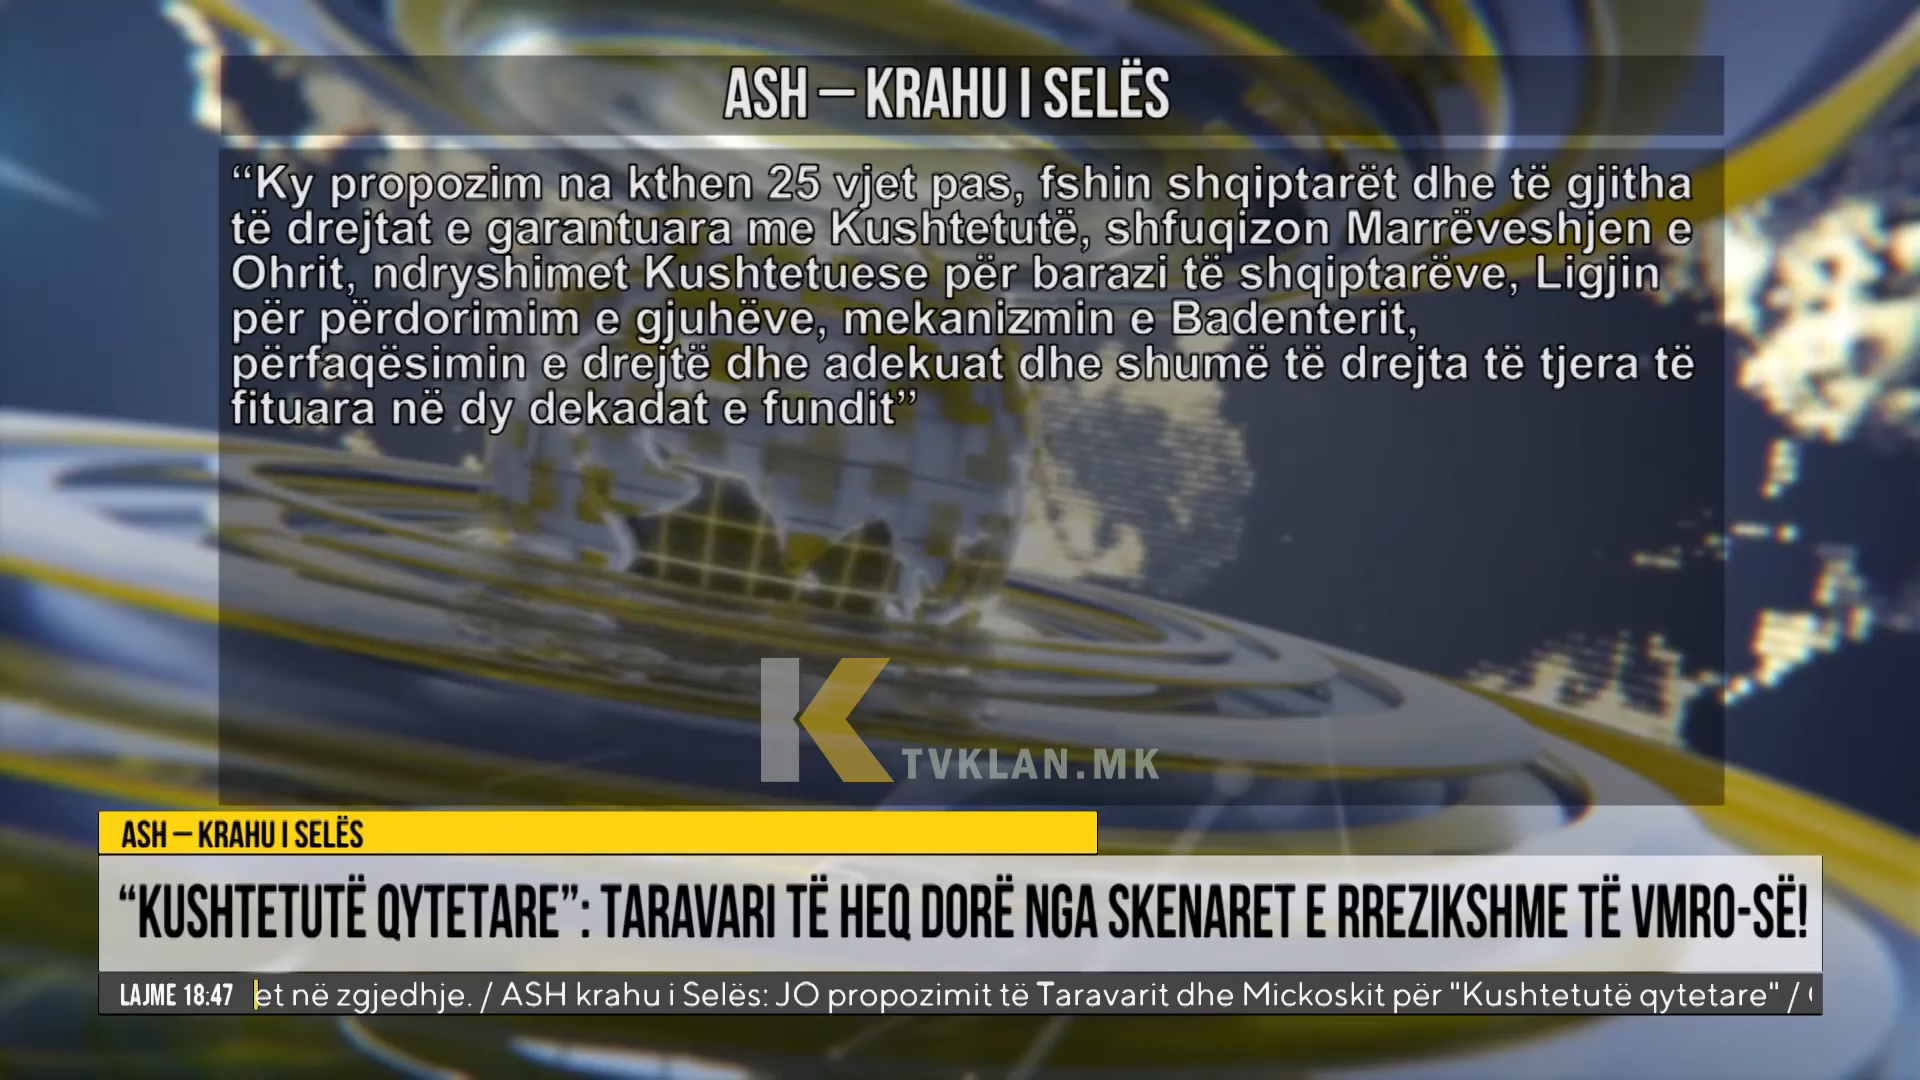 ASH – KRAHU I SELËS
“Ky propozim na kthen 25 vjet pas, fshin shqiptarët dhe të gjitha
të drejtat e garantuara me Kushtetutë, shfuqizon Marrëveshjen e
Ohrit, ndryshimet Kushtetuese për barazi të shqiptarëve, Ligjin
për përdorimim e gjuhëve, mekanizmin e Badenterit,
përfaqësimin e drejtë dhe adekuat dhe shumë të drejta të tjera të
fituara në dy dekadat e fundit”
TVKLAN.MK
ASH – KRAHU I SELËS
“KUSHTETUTË QYTETARE”: TARAVARI TË HEQ DORË NGA SKENARET E RREZIKSHME TË VMRO-SË!
LAJME 18:47 et në zgjedhje. / ASH krahu i Selës: JO propozimit të Taravarit dhe Mickoskit për "Kushtetutë qytetare" /